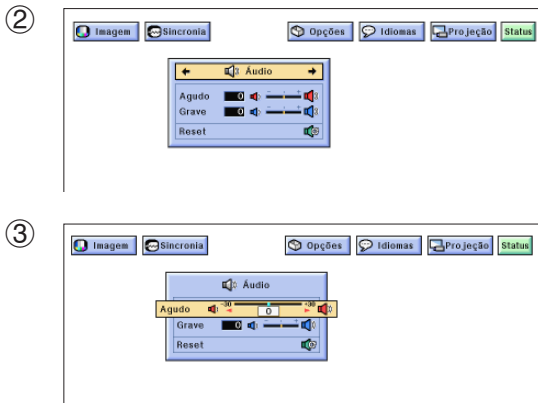 ②
Imagem Sincronia Opções Idiomas Projeção Status
Áudio
Agudo 0 - +
Grave 0 - +
Reset
③
Imagem Sincronia Opções Idiomas Projeção Status
Áudio
Agudo -30 0 +30
Grave 0 - +
Reset